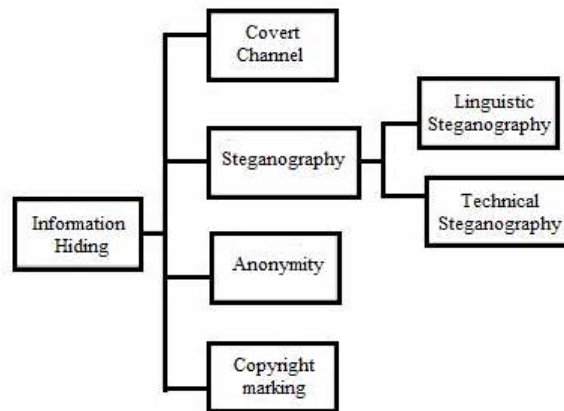 Covert
Channel
Linguistic
Steganography
Steganography
Technical
Steganography
Information
Hiding
Anonymity
Copyright
marking